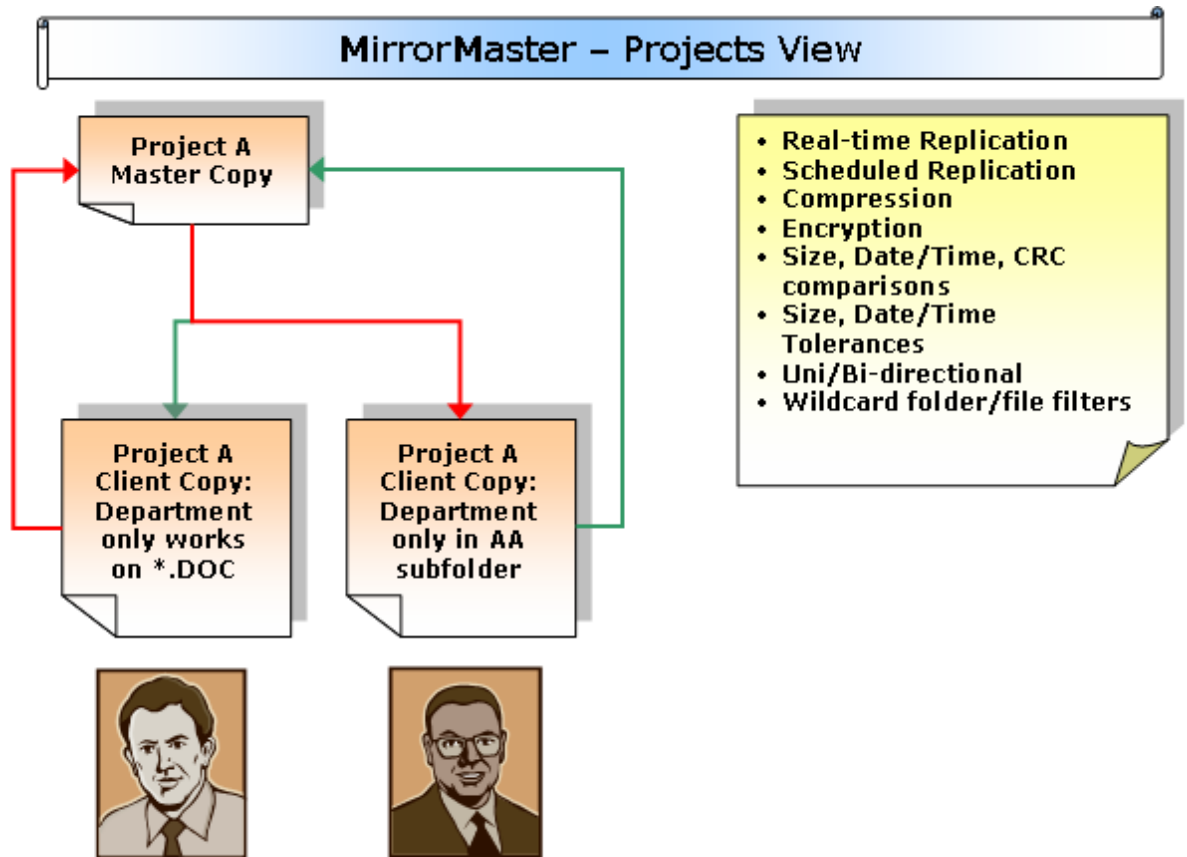 MirrorMaster – Projects View
Project A
Master Copy
Project A
Client Copy:
Department
only works
on *.DOC
Project A
Client Copy:
Department
only in AA
subfolder
• Real-time Replication
• Scheduled Replication
• Compression
• Encryption
• Size, Date/Time, CRC
comparisons
• Size, Date/Time
Tolerances
• Uni/Bi-directional
• Wildcard folder/file filters